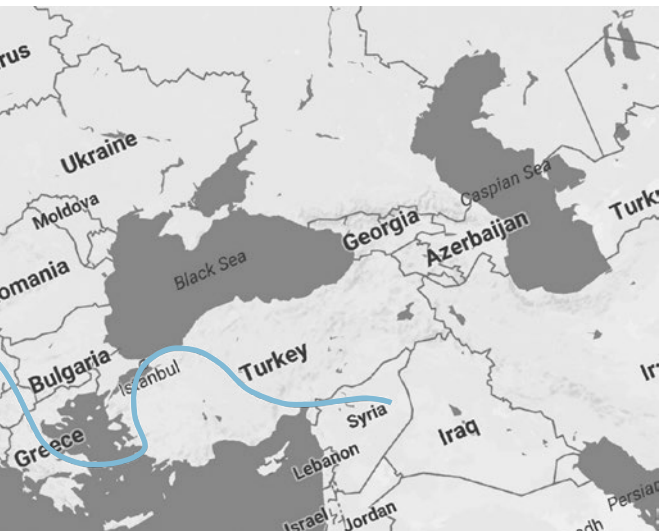 rus
Ukraine
Moldova
omania
Black Sea
Georgia
Caspian Sea
Azerbaijan
Turk
Bulgaria
Istanbul
Turkey
Greece
Syria
Iraq
Ir
Lebanon
Israel
Jordan
Persian
dh